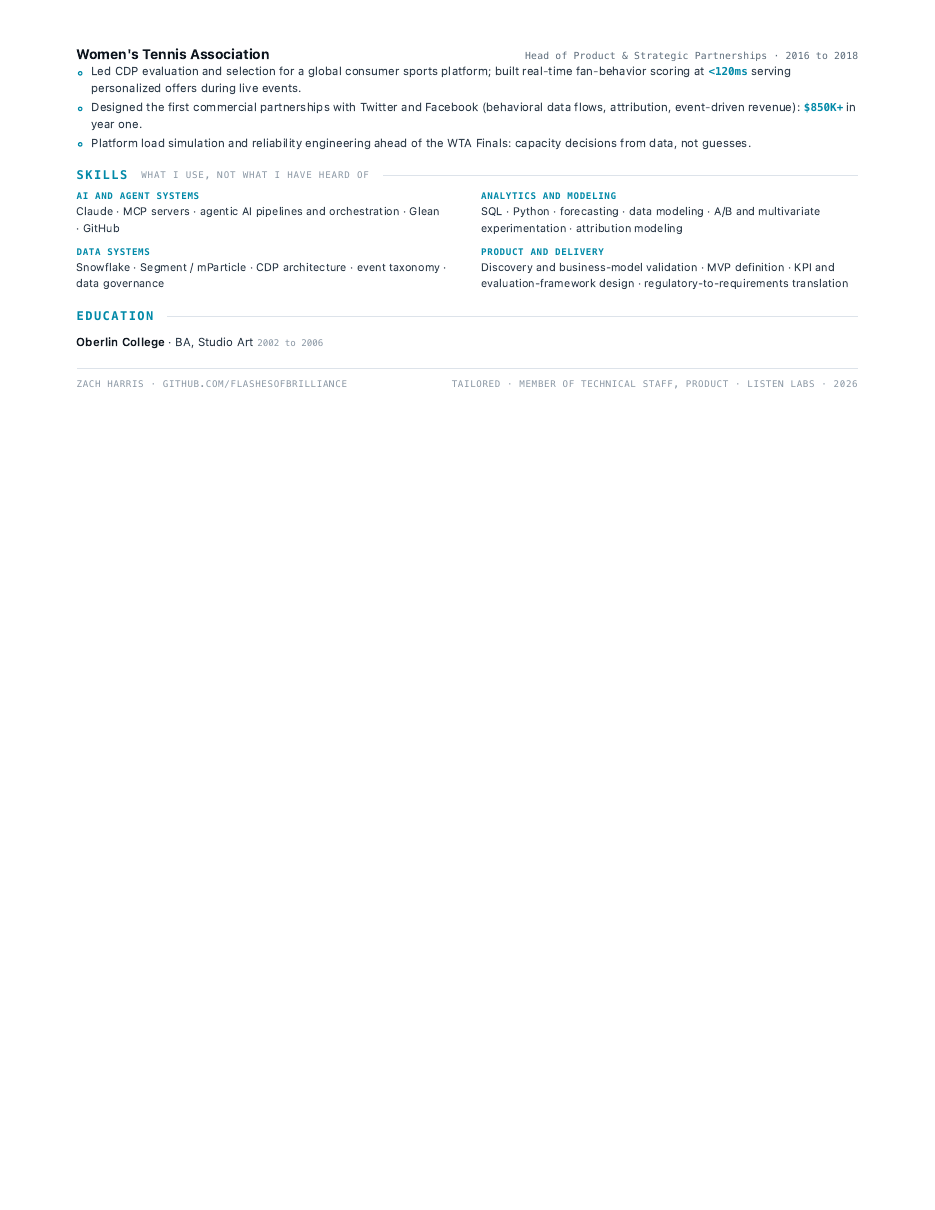 Women's Tennis Association
Head of Product & Strategic Partnerships · 2016 to 2018
Led CDP evaluation and selection for a global consumer sports platform; built real-time fan-behavior scoring at <120ms serving
personalized offers during live events.
Designed the first commercial partnerships with Twitter and Facebook (behavioral data flows, attribution, event-driven revenue): $850K+ in
year one.
Platform load simulation and reliability engineering ahead of the WTA Finals: capacity decisions from data, not guesses.
SKILLS WHAT I USE, NOT WHAT I HAVE HEARD OF
AI AND AGENT SYSTEMS
Claude · MCP servers · agentic AI pipelines and orchestration · Glean
· GitHub
ANALYTICS AND MODELING
SQL · Python · forecasting · data modeling · A/B and multivariate
experimentation · attribution modeling
DATA SYSTEMS
Snowflake · Segment / mParticle · CDP architecture · event taxonomy ·
data governance
PRODUCT AND DELIVERY
Discovery and business-model validation · MVP definition · KPI and
evaluation-framework design · regulatory-to-requirements translation
EDUCATION
Oberlin College · BA, Studio Art 2002 to 2006
ZACH HARRIS · GITHUB.COM/FLASHESOFBRILLIANCE
TAILORED · MEMBER OF TECHNICAL STAFF, PRODUCT · LISTEN LABS · 2026